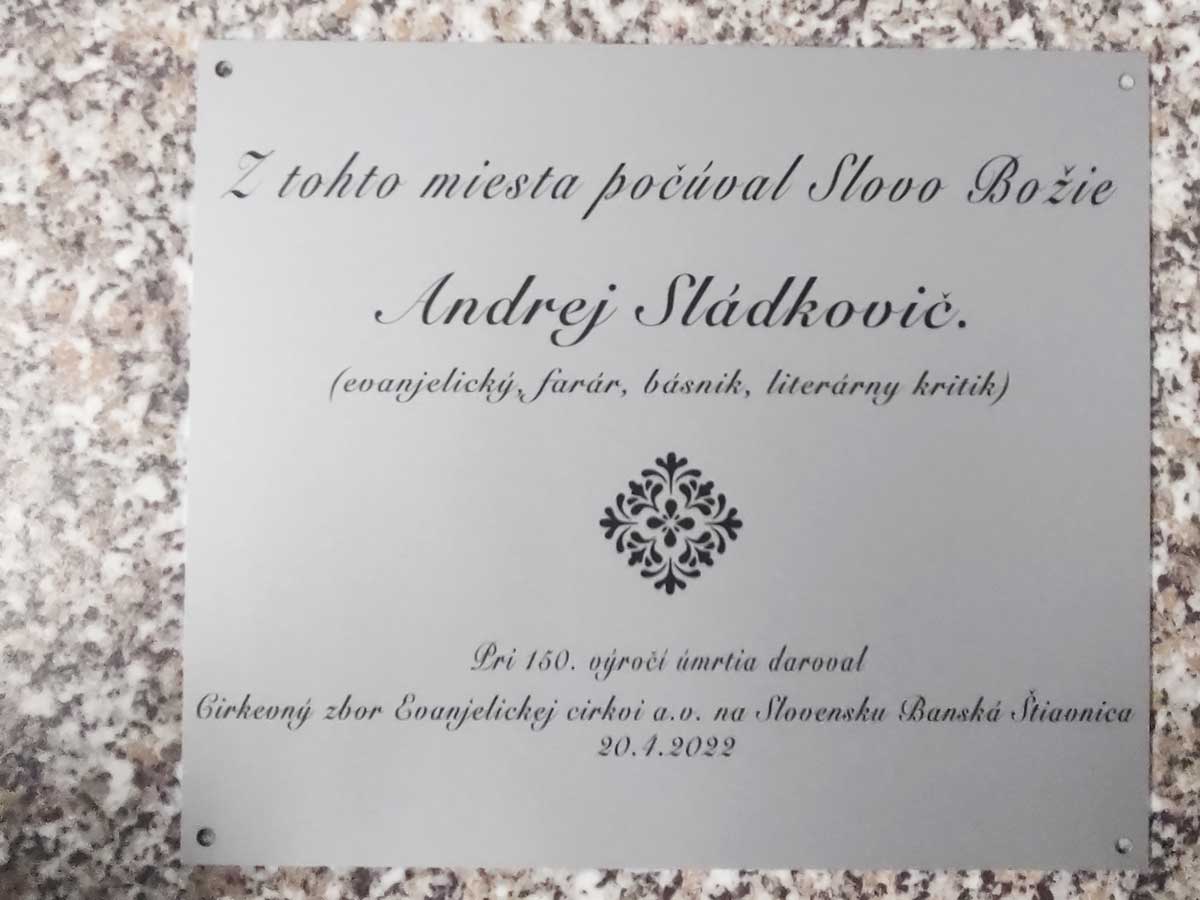 Z tohto miesta počúval Slovo Božie
Andrej Sládkovič.
(evanjelický, farár, básnik, literárny kritik)
Pri 150. výročí úmrtia daroval
Cirkevný zbor Evanjelickej cirkvi a.v. na Slovensku Banská Štiavnica
20.4.2022